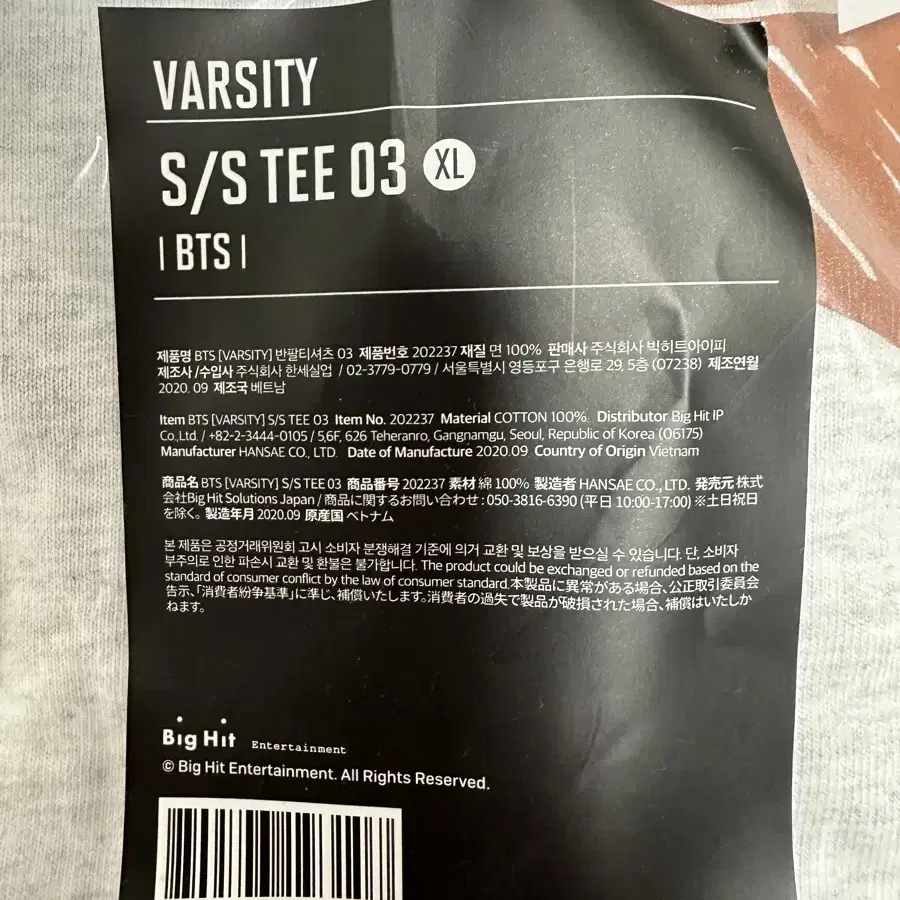 VARSITY
S/S TEE 03 XL
| BTS |
제품명 BTS [VARSITY] 반팔티셔츠 03 제품번호 202237 재질 면 100% 판매사 주식회사 빅히트아이피
제조사 /수입사 주식회사 한세실업 / 02-3779-0779 / 서울특별시 영등포구 은행로 29, 5층 (07238) 제조연월
2020. 09 제조국 베트남
Item BTS [VARSITY] S/S TEE 03 Item No. 202237 Material COTTON 100% Distributor Big Hit IP
Co.,Ltd. / +82-2-3444-0105 / 5,6F, 626 Teheranro, Gangnamgu, Seoul, Republic of Korea (06175)
Manufacturer HANSAE CO., LTD. Date of Manufacture 2020.09 Country of Origin Vietnam
商品名 BTS [VARSITY] S/S TEE 03 商品番号 202237 素材 綿 100% 製造者 HANSAE CO., LTD. 発売元 株式
会社Big Hit Solutions Japan / 商品に関するお問い合わせ : 050-3816-6390 (平日 10:00-17:00) ※土日祝日
を除く。 製造年月 2020.09 原産国 ベトナム
본 제품은 공정거래위원회 고시 소비자 분쟁해결 기준에 의거 교환 및 보상을 받으실 수 있습니다. 단, 소비자
부주의로 인한 파손시 교환 및 환불은 불가합니다. The product could be exchanged or refunded based on the
standard of consumer conflict by the law of consumer standard. 本製品に異常がある場合、公正取引委員会
告示、「消費者紛争基準」に準じ、補償いたします。消費者の過失で製品が破損された場合、補償はいたしか
ねます。
Big Hit Entertainment
© Big Hit Entertainment. All Rights Reserved.